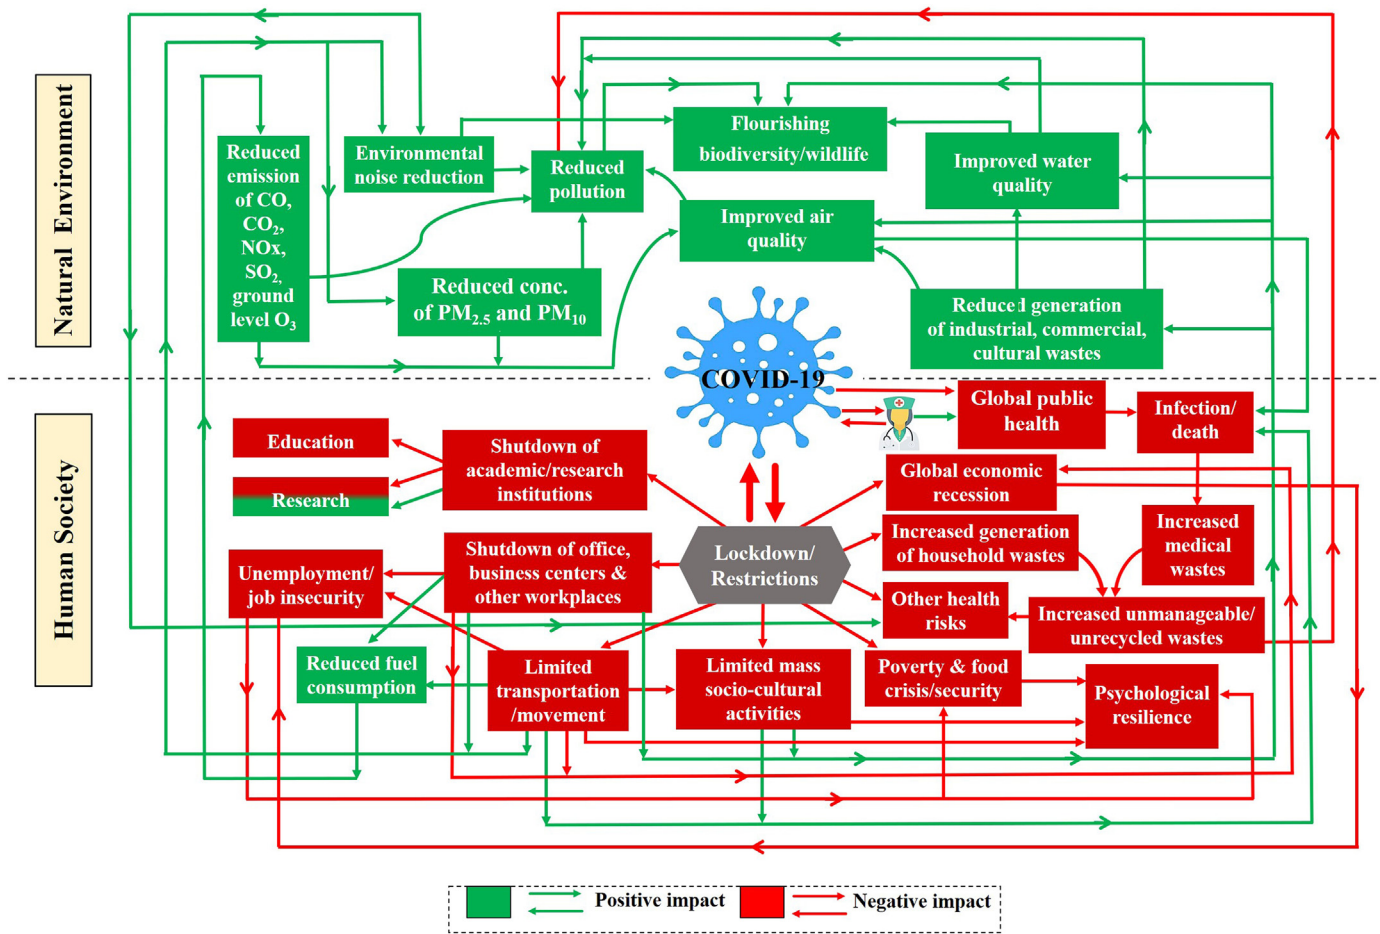 Natural Environment
Reduced
emission
of CO,
CO2,
NOx,
SO2,
ground
level O3
Environmental
noise reduction
Reduced
pollution
Flourishing
biodiversity/wildlife
Improved water
quality
Improved air
quality
Reduced conc.
of PM2.5 and PM10
Reduced generation
of industrial, commercial,
cultural wastes
COVID-19
Human Society
Global public
health
Infection/
death
Education
Research
Shutdown of
academic/research
institutions
Global economic
recession
Increased generation
of household wastes
Increased
medical
wastes
Unemployment/
job insecurity
Shutdown of office,
business centers &
other workplaces
Lockdown/
Restrictions
Other health
risks
Increased unmanageable/
unrecycled wastes
Reduced fuel
consumption
Limited
transportation
/movement
Limited mass
socio-cultural
activities
Poverty & food
crisis/security
Psychological
resilience
Positive impact
Negative impact